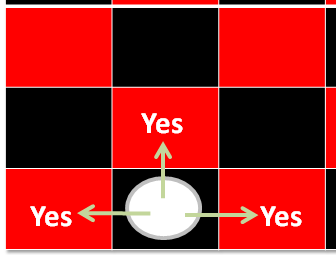 Yes
Yes Yes